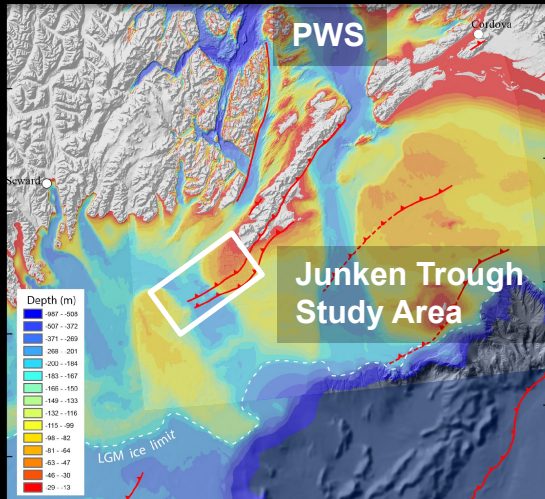 PWS
Cordova
Seward
Junken Trough
Study Area
Depth (m)
-987 - -508
-507 - -372
-371 - -269
268 - -201
-200 - -184
-183 - -167
-166 - -150
-149 - -133
-132 - -116
-115 - -99
-98 - -82
-81 - -64
-63 - -47
-46 - -30
-29 - -13
LGM ice limit